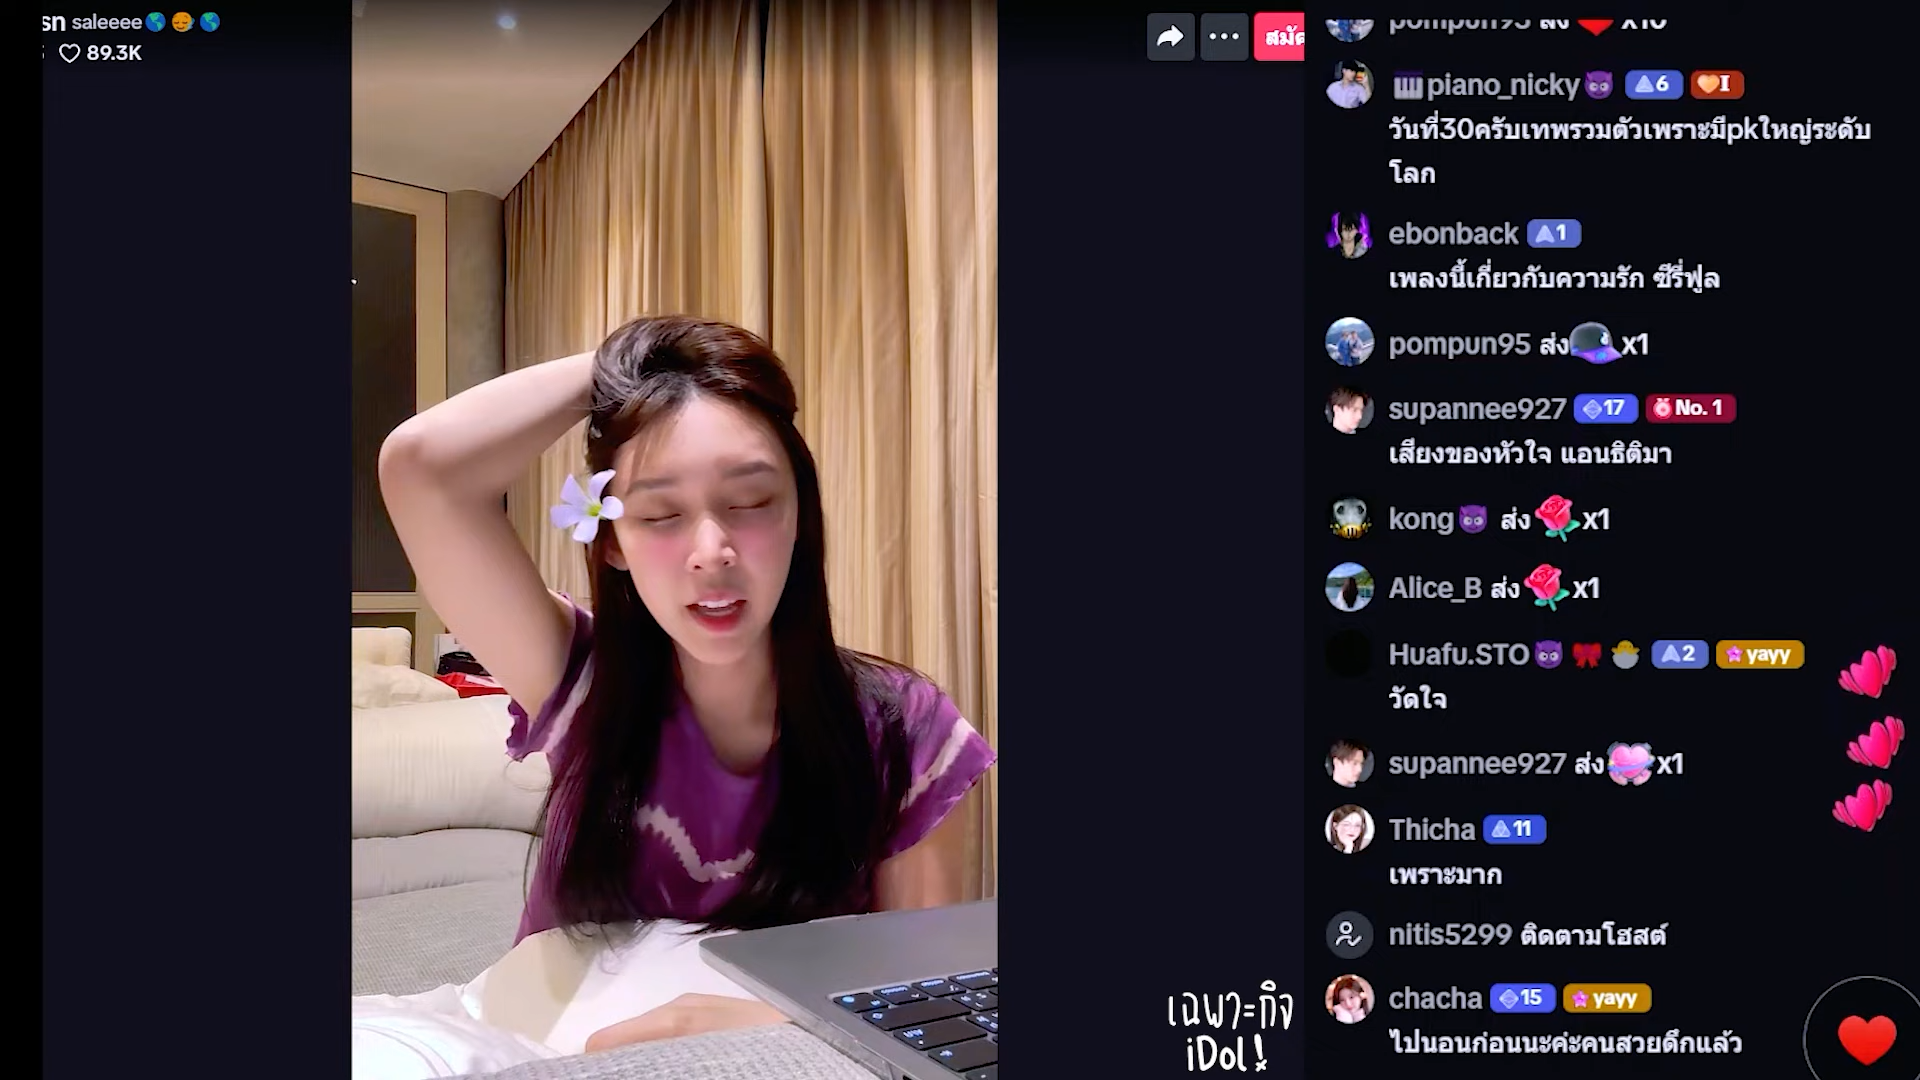 sn saleeee🌎🥴🌎
♡ 89.3K
สมัค
ส่ง ❤️ x10
🎹piano_nicky😈 6 I
วันที่30ครับเทพรวมตัวเพราะมีpkใหญ่ระดับ
โลก
ebonback 1
เพลงนี้เกี่ยวกับความรัก ซีรี่ฟูล
pompun95 ส่ง x1
supannee927 17 No. 1
เสียงของหัวใจ แอนธิติมา
kong😈 ส่ง 🌹x1
Alice_B ส่ง 🌹x1
Huafu.STO😈🎀🐣 2 yayy
วัดใจ
supannee927 ส่ง x1
Thicha 11
เพราะมาก
nitis5299 ติดตามโฮสต์
chacha 15 yayy
ไปนอนก่อนนะค่ะคนสวยดึกแล้ว
เฉพาะกิจ
iDol!